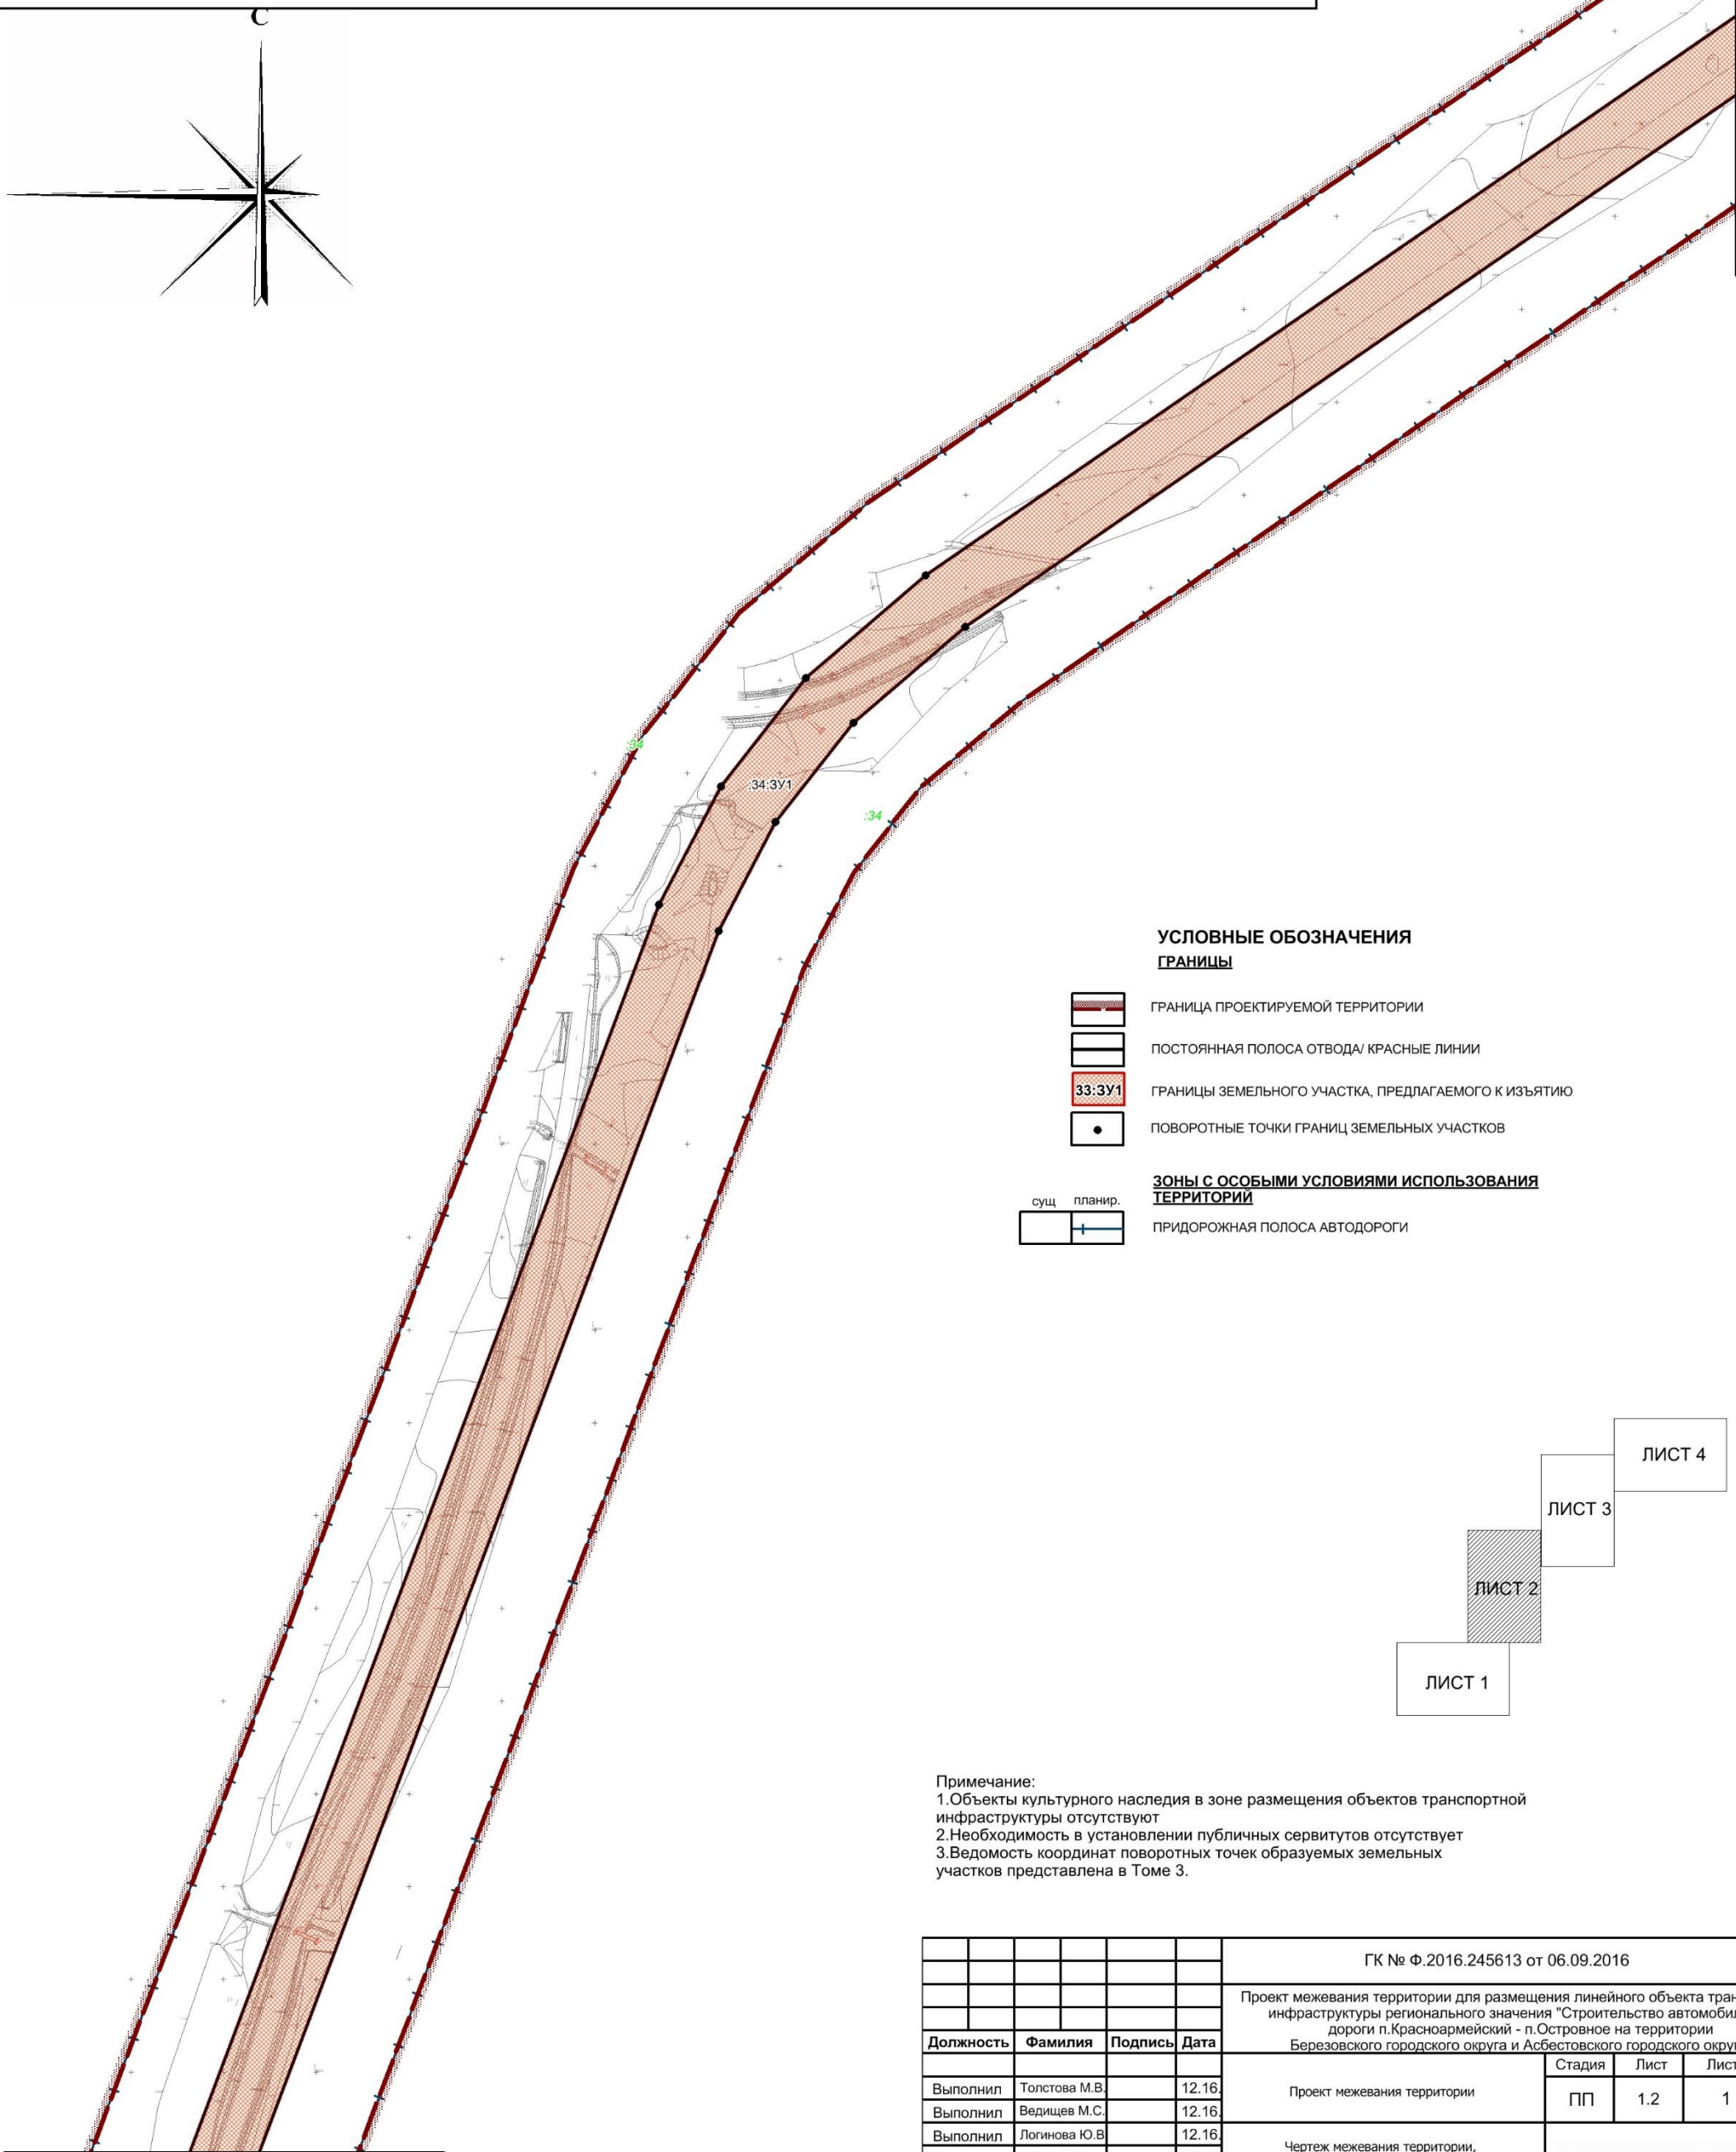 С
:34
:34:ЗУ1
:34
УСЛОВНЫЕ ОБОЗНАЧЕНИЯ
ГРАНИЦЫ
ГРАНИЦА ПРОЕКТИРУЕМОЙ ТЕРРИТОРИИ
ПОСТОЯННАЯ ПОЛОСА ОТВОДА/ КРАСНЫЕ ЛИНИИ
33:ЗУ1 ГРАНИЦЫ ЗЕМЕЛЬНОГО УЧАСТКА, ПРЕДЛАГАЕМОГО К ИЗЪЯТИЮ
ПОВОРОТНЫЕ ТОЧКИ ГРАНИЦ ЗЕМЕЛЬНЫХ УЧАСТКОВ
ЗОНЫ С ОСОБЫМИ УСЛОВИЯМИ ИСПОЛЬЗОВАНИЯ
ТЕРРИТОРИЙ
сущ планир.
ПРИДОРОЖНАЯ ПОЛОСА АВТОДОРОГИ
ЛИСТ 4
ЛИСТ 3
ЛИСТ 2
ЛИСТ 1
Примечание:
1.Объекты культурного наследия в зоне размещения объектов транспортной
инфраструктуры отсутствуют
2.Необходимость в установлении публичных сервитутов отсутствует
3.Ведомость координат поворотных точек образуемых земельных
участков представлена в Томе 3.
ГК № Ф.2016.245613 от 06.09.2016
Проект межевания территории для размещения линейного объекта тран
инфраструктуры регионального значения "Строительство автомобил
дороги п.Красноармейский - п.Островное на территории
Березовского городского округа и Асбестовского городского окру
Должность Фамилия Подпись Дата
Стадия Лист Лист
Выполнил Толстова М.В. 12.16.
Проект межевания территории
ПП 1.2 1
Выполнил Ведищев М.С. 12.16.
Выполнил Логинова Ю.В 12.16.
Чертеж межевания территории,